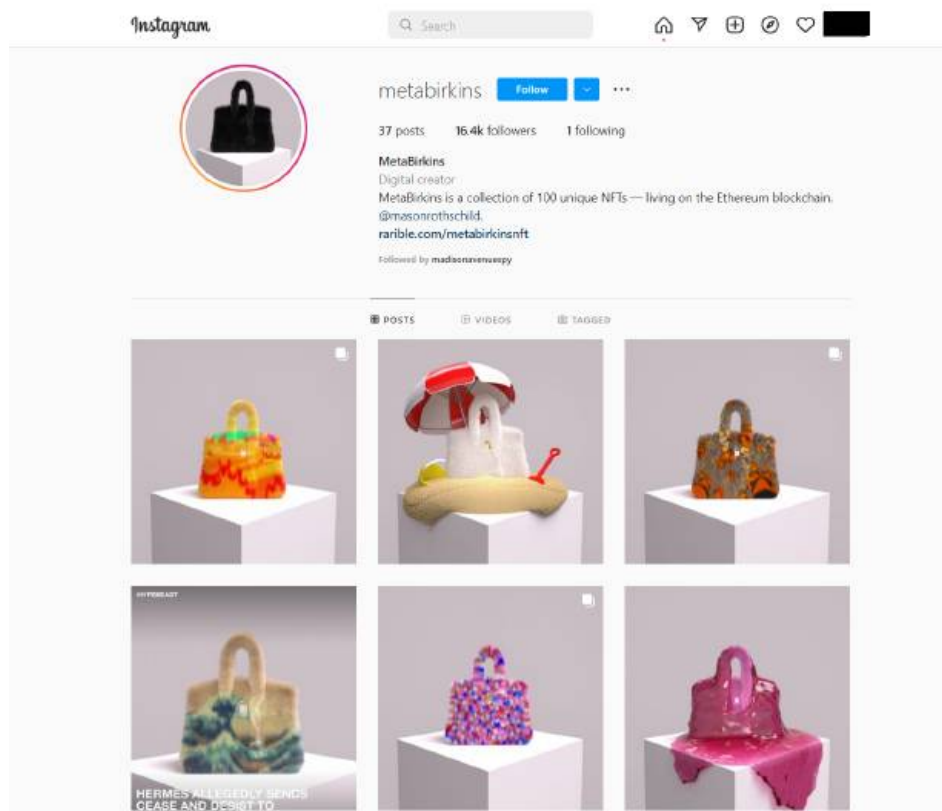 Instagram
Search
metabirkins Follow
37 posts 16.4k followers 1 following
MetaBirkins
Digital creator
MetaBirkins is a collection of 100 unique NFTs — living on the Ethereum blockchain.
@masonrothschild.
rarible.com/metabirkinsnft
Followed by madisonavenuespy
POSTS VIDEOS TAGGED
HYPEBEAST
HERMES ALLEGEDLY SENDS
CEASE AND DESIST TO